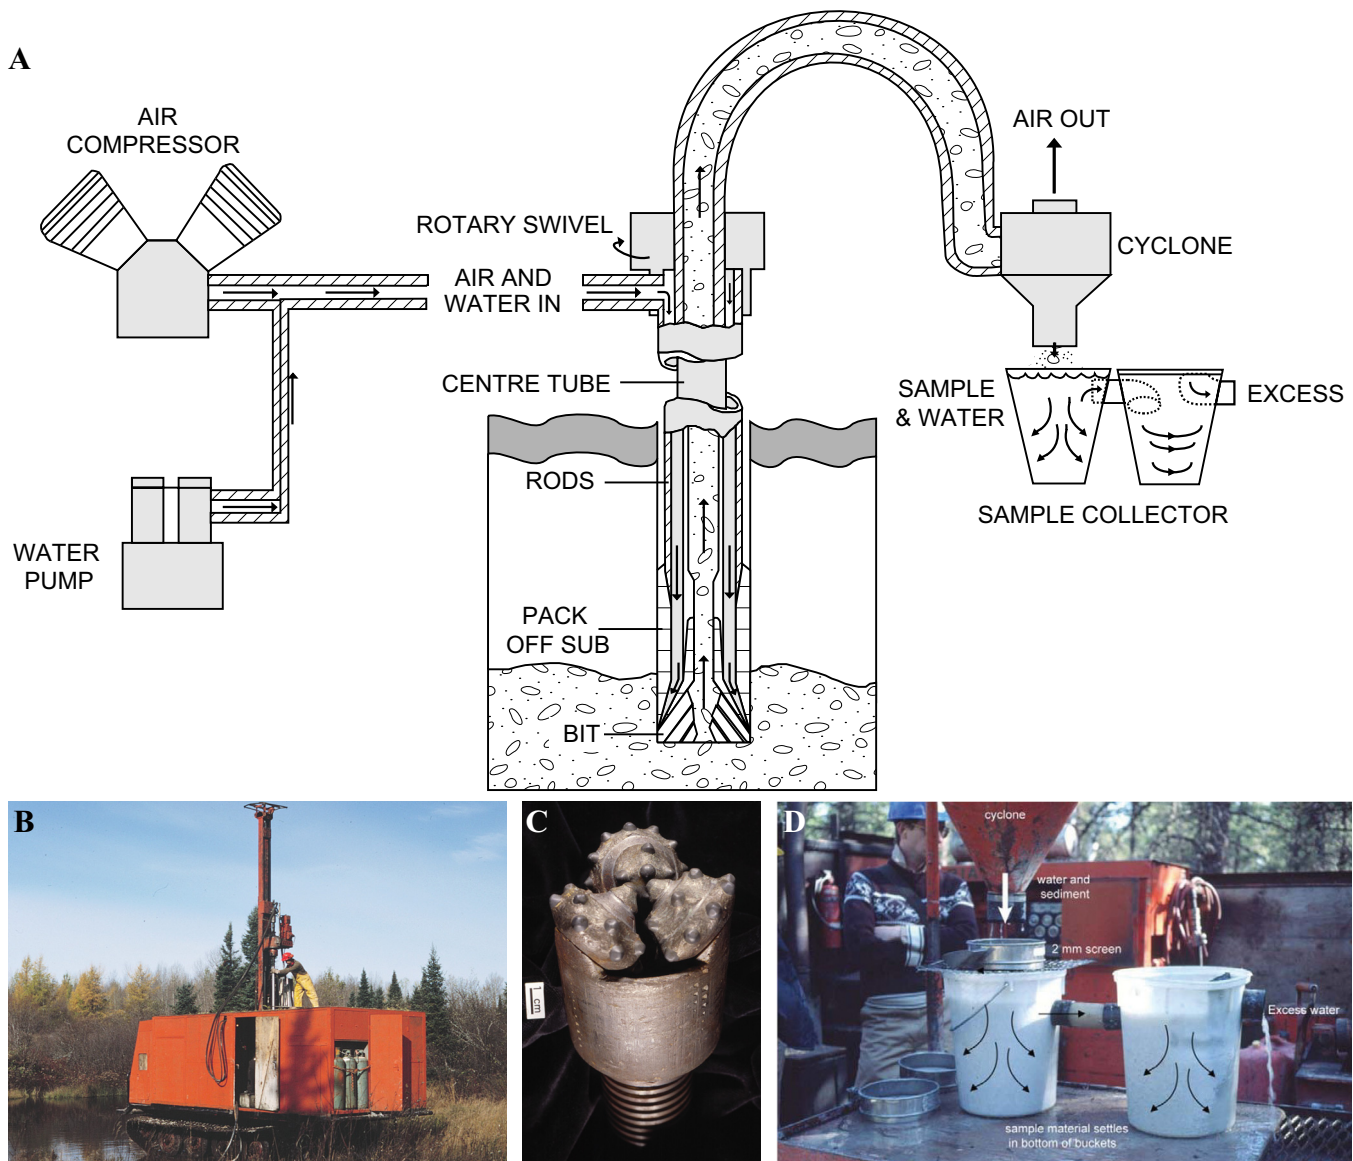 A
AIR
COMPRESSOR
AIR OUT
ROTARY SWIVEL
CYCLONE
AIR AND
WATER IN
CENTRE TUBE
SAMPLE
& WATER
EXCESS
RODS
SAMPLE COLLECTOR
WATER
PUMP
PACK
OFF SUB
BIT
B
C
1 cm
D
cyclone
water and
sediment
2 mm screen
Excess water
sample material settles
in bottom of buckets